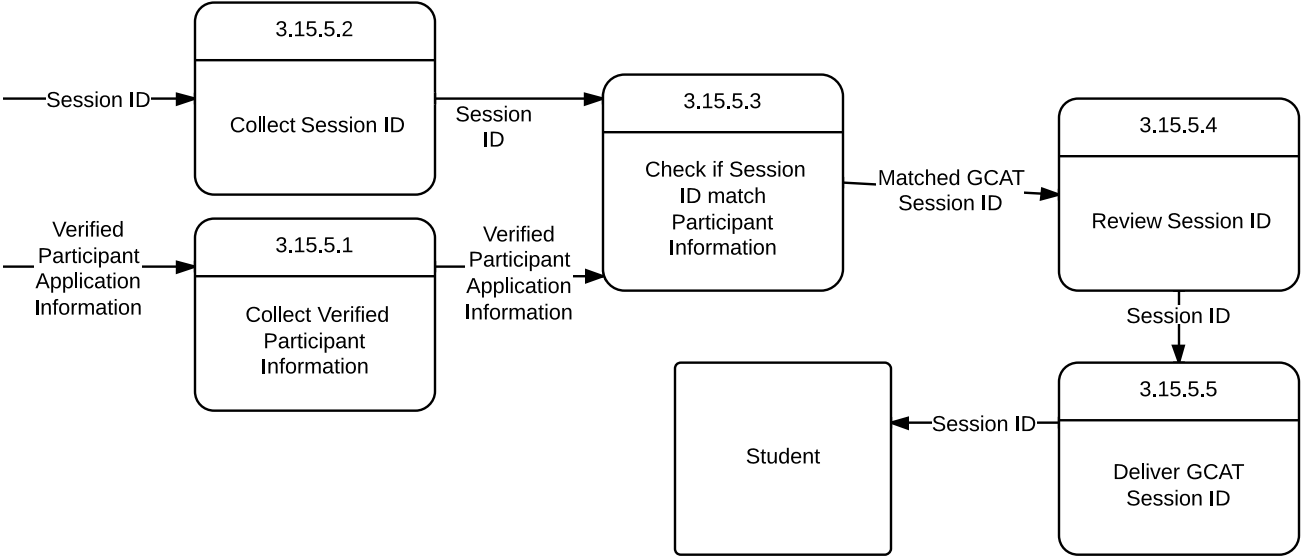 3.15.5.2
Session ID
Collect Session ID
Session
ID
3.15.5.3
Check if Session
ID match
Participant
Information
3.15.5.4
Matched GCAT
Session ID
Review Session ID
Verified
Participant
Application
Information
3.15.5.1
Collect Verified
Participant
Information
Verified
Participant
Application
Information
Session ID
3.15.5.5
Deliver GCAT
Session ID
Session ID
Student